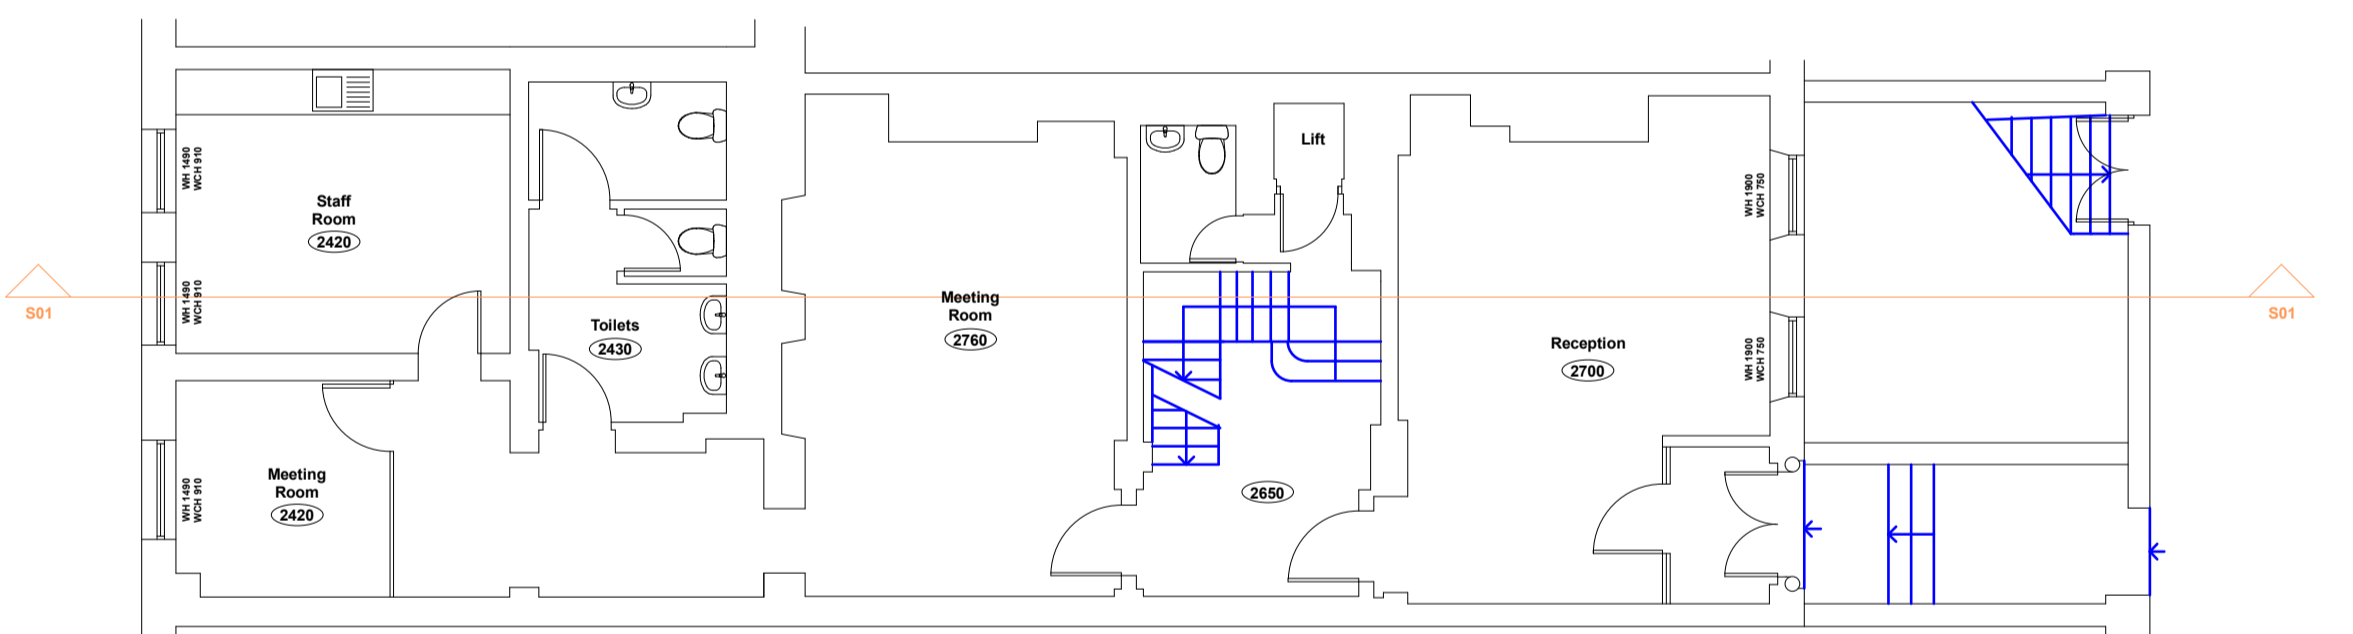 WH 1490
WCH 910
Staff
Room
2420
WH 1490
WCH 910
S01
Meeting
Room
2420
WH 1490
WCH 910
Toilets
2430
Meeting
Room
2760
Lift
2650
Reception
2700
WH 1900
WCH 750
WH 1900
WCH 750
S01